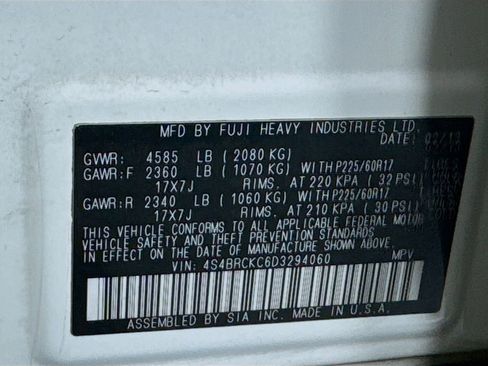 MFD BY FUJI HEAVY INDUSTRIES LTD.
DATE: 03/13
GVWR: 4585 LB (2080 KG)
GAWR:F 2360 LB (1070 KG) WITH P225/60R17
17X7J RIMS. AT 220 KPA (32 PSI)
GAWR:R 2340 LB (1060 KG) WITH P225/60R17
17X7J RIMS. AT 210 KPA (30 PSI)
THIS VEHICLE CONFORMS TO ALL APPLICABLE FEDERAL MOTOR
VEHICLE SAFETY AND THEFT PREVENTION STANDARDS
IN EFFECT ON THE DATE OF MANUFACTURE SHOWN ABOVE.
VIN: 4S4BRCKC6D3294060 MPV
ASSEMBLED BY SIA INC. MADE IN U.S.A.